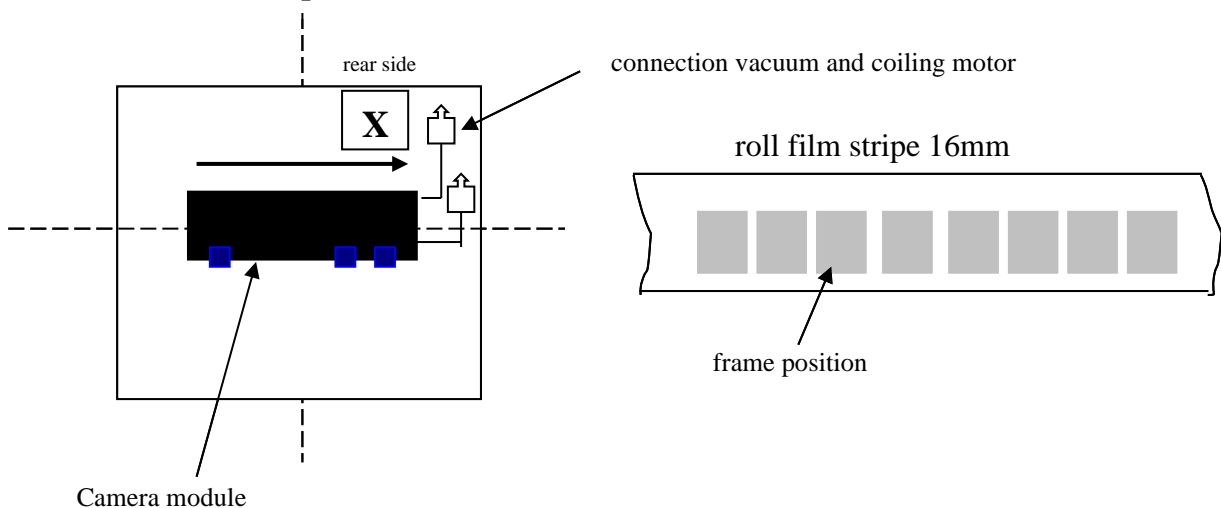 rear side
connection vacuum and coiling motor
X
roll film stripe 16mm
frame position
Camera module